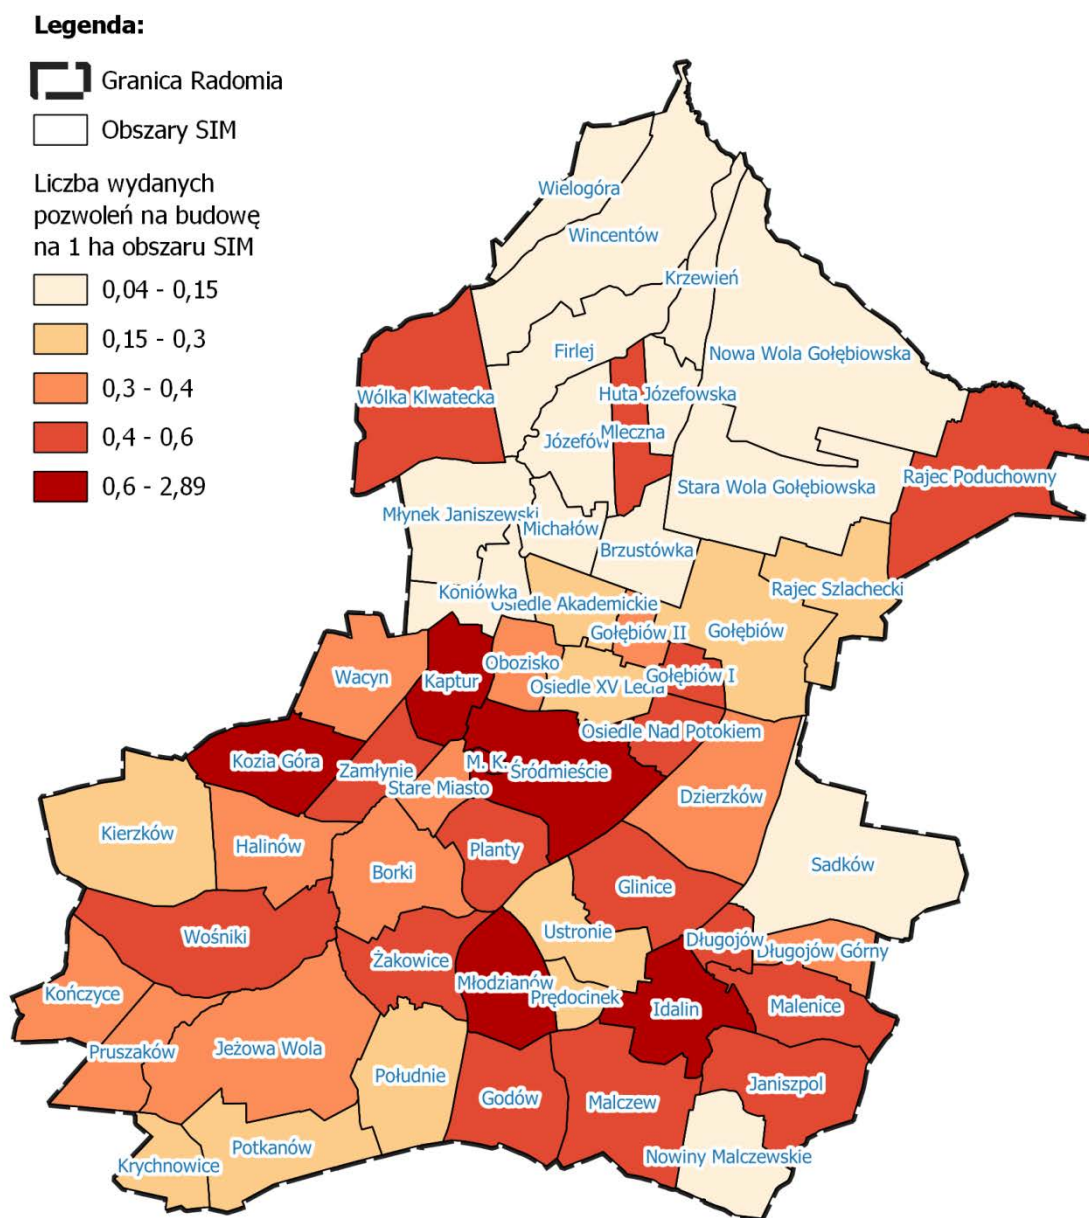 Legenda:
Granica Radomia
Obszary SIM
Liczba wydanych
pozwoleń na budowę
na 1 ha obszaru SIM
0,04 - 0,15
0,15 - 0,3
0,3 - 0,4
0,4 - 0,6
0,6 - 2,89
Wielogóra
Wincentów
Krzewień
Firlej
Nowa Wola Gołębiowska
Wólka Klwatecka
Huta Józefowska
Józefów
Mleczna
Rajec Poduchowny
Stara Wola Gołębiowska
Młynek Janiszewski
Michałów
Brzustówka
Rajec Szlachecki
Koniówka
Osiedle Akademickie
Gołębiów II
Gołębiów
Obozisko
Wacyn
Kaptur
Osiedle XV Lecia
Gołębiów I
Osiedle Nad Potokiem
Kozia Góra
Zamłynie
M. K.
Śródmieście
Stare Miasto
Dzierzków
Kierzków
Halinów
Planty
Borki
Sadków
Glinice
Wośniki
Ustronie
Długojów
Długojów Górny
Żakowice
Młodzianów
Prędocinek
Kończyce
Idalin
Malenice
Pruszaków
Jeżowa Wola
Południe
Godów
Malczew
Janiszpol
Potkanów
Krychnowice
Nowiny Malczewskie